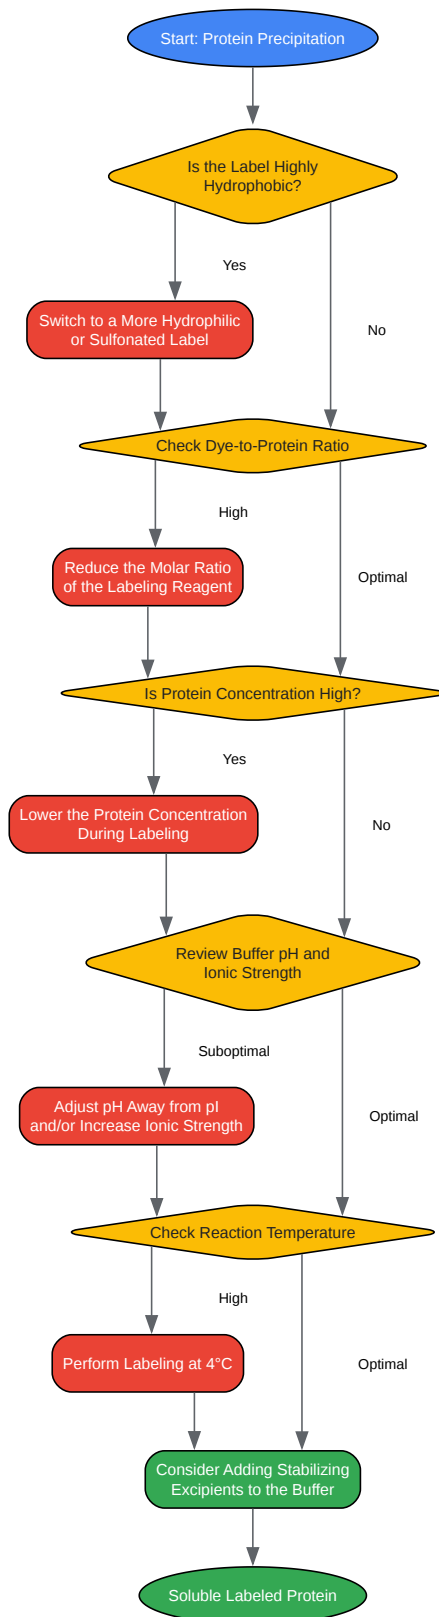 Start: Protein Precipitation
Is the Label Highly
Hydrophobic?
Yes
Switch to a More Hydrophilic
or Sulfonated Label
No
Check Dye-to-Protein Ratio
High
Reduce the Molar Ratio
of the Labeling Reagent
Optimal
Is Protein Concentration High?
Yes
Lower the Protein Concentration
During Labeling
No
Review Buffer pH and
Ionic Strength
Suboptimal
Adjust pH Away from pI
and/or Increase Ionic Strength
Optimal
Check Reaction Temperature
High
Perform Labeling at 4°C
Optimal
Consider Adding Stabilizing
Excipients to the Buffer
Soluble Labeled Protein